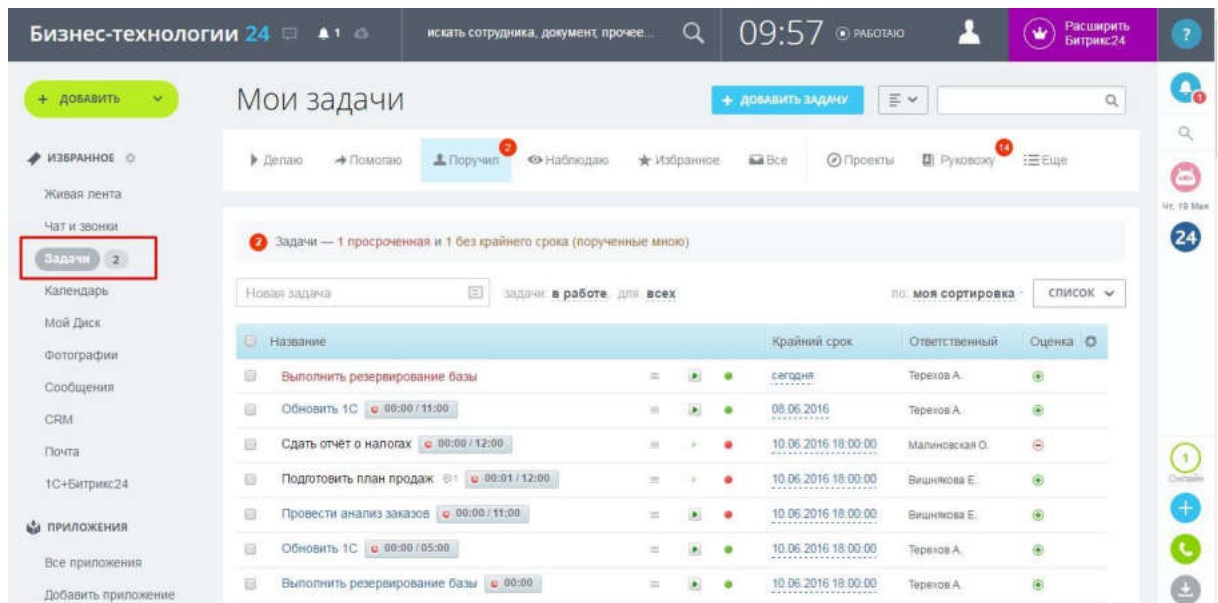 Бизнес-технологии 24
1
искать сотрудника, документ, прочее...
09:57
РАБОТАЮ
Расширить
Битрикс24
?
+ ДОБАВИТЬ
Мои задачи
+ ДОБАВИТЬ ЗАДАЧУ
ИЗБРАННОЕ
Делаю
Помогаю
Поручил
2
Наблюдаю
Избранное
Все
Проекты
Руковожу
14
Еще
Живая лента
Чат и звонки
Задачи 2
Календарь
Мой Диск
Фотографии
Сообщения
CRM
Почта
1С+Битрикс24
ПРИЛОЖЕНИЯ
Все приложения
Добавить приложение
2 Задачи — 1 просроченная и 1 без крайнего срока (порученные мною)
Новая задача
задачи: в работе для всех
по: моя сортировка
СПИСОК
Название Крайний срок Ответственный Оценка
Выполнить резервирование базы сегодня Терехов А.
Обновить 1С 00:00 / 11:00 08.06.2016 Терехов А.
Сдать отчёт о налогах 00:00 / 12:00 10.06.2016 18:00:00 Малиновская О.
Подготовить план продаж 1 00:01 / 12:00 10.06.2016 18:00:00 Вишнякова Е.
Провести анализ заказов 00:00 / 11:00 10.06.2016 18:00:00 Вишнякова Е.
Обновить 1С 00:00 / 05:00 10.06.2016 18:00:00 Терехов А.
Выполнить резервирование базы 00:00 10.06.2016 18:00:00 Терехов А.
Чт, 19 Мая
24
1
Онлайн